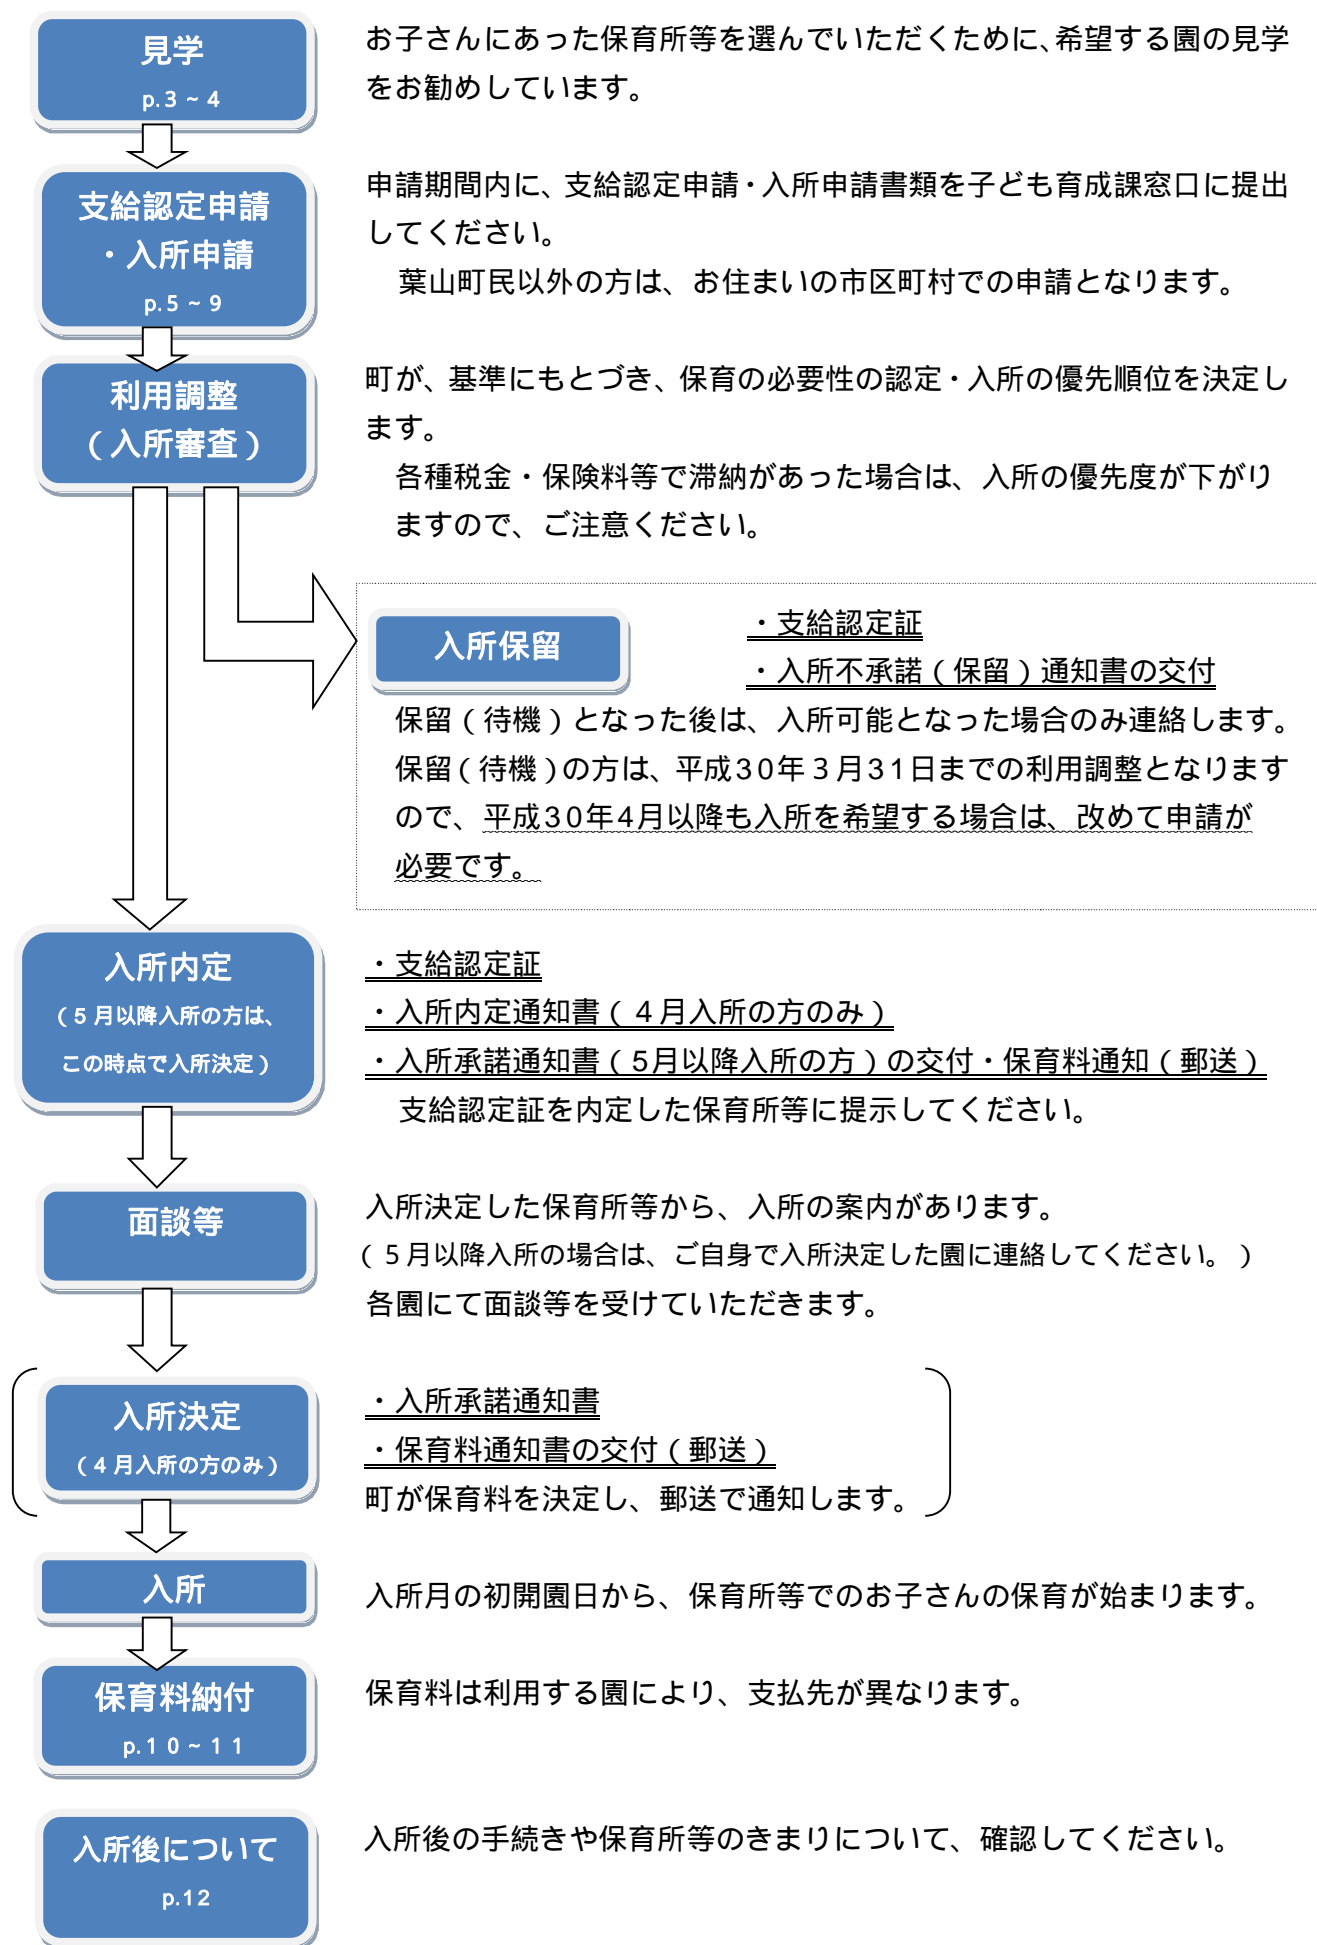 見学
p.3～4
お子さんにあった保育所等を選んでいただくために、希望する園の見学
をお勧めしています。
支給認定申請
・入所申請
p.5～9
申請期間内に、支給認定申請・入所申請書類を子ども育成課窓口に提出
してください。
葉山町民以外の方は、お住まいの市区町村での申請となります。
利用調整
（入所審査）
町が、基準にもとづき、保育の必要性の認定・入所の優先順位を決定し
ます。
各種税金・保険料等で滞納があった場合は、入所の優先度が下がり
ますので、ご注意ください。
入所保留
・支給認定証
・入所不承諾（保留）通知書の交付
保留（待機）となった後は、入所可能となった場合のみ連絡します。
保留（待機）の方は、平成30年３月31日までの利用調整となります
ので、平成30年4月以降も入所を希望する場合は、改めて申請が
必要です。
入所内定
（5月以降入所の方は、
この時点で入所決定）
・支給認定証
・入所内定通知書（４月入所の方のみ）
・入所承諾通知書（5月以降入所の方）の交付・保育料通知（郵送）
支給認定証を内定した保育所等に提示してください。
面談等
入所決定した保育所等から、入所の案内があります。
（５月以降入所の場合は、ご自身で入所決定した園に連絡してください。）
各園にて面談等を受けていただきます。
入所決定
（4月入所の方のみ）
・入所承諾通知書
・保育料通知書の交付（郵送）
町が保育料を決定し、郵送で通知します。
入所
入所月の初開園日から、保育所等でのお子さんの保育が始まります。
保育料納付
p.10～11
保育料は利用する園により、支払先が異なります。
入所後について
p.12
入所後の手続きや保育所等のきまりについて、確認してください。